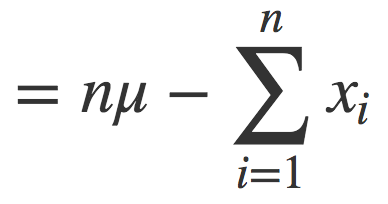 = nμ − ∑_{i=1}^{n} x_i